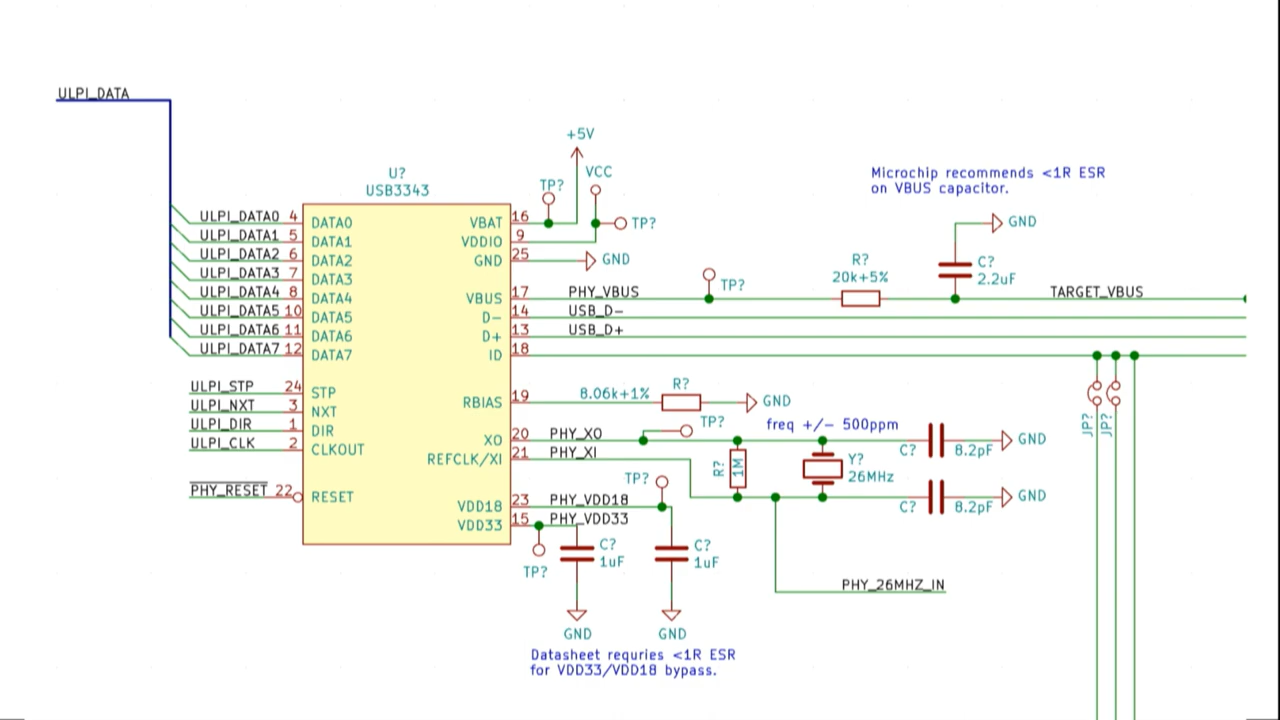 ULPI_DATA
+5V
VCC
Microchip recommends <1R ESR
on VBUS capacitor.
U?
USB3343
TP?
ULPI_DATA0 4 DATA0 VBAT 16
TP?
GND
ULPI_DATA1 5 DATA1 VDDIO 9
ULPI_DATA2 6 DATA2 GND 25 GND
R?
C?
ULPI_DATA3 7 DATA3
20k+5%
2.2uF
TP?
ULPI_DATA4 8 DATA4 VBUS 17 PHY_VBUS
TARGET_VBUS
ULPI_DATA5 10 DATA5 D- 14 USB_D-
ULPI_DATA6 11 DATA6 D+ 13 USB_D+
ULPI_DATA7 12 DATA7 ID 18
ULPI_STP 24 STP
R?
8.06k+1%
ULPI_NXT 3 NXT RBIAS 19 GND
TP?
freq +/- 500ppm
JP?
JP?
ULPI_DIR 1 DIR
XO 20 PHY_XO
GND
ULPI_CLK 2 CLKOUT
C? 8.2pF
REFCLK/XI 21 PHY_XI
R?
1M
Y?
26MHz
TP?
PHY_RESET 22 RESET
GND
VDD18 23 PHY_VDD18
C? 8.2pF
VDD33 15 PHY_VDD33
C?
1uF
C?
1uF
TP?
PHY_26MHZ_IN
GND
GND
Datasheet requries <1R ESR
for VDD33/VDD18 bypass.